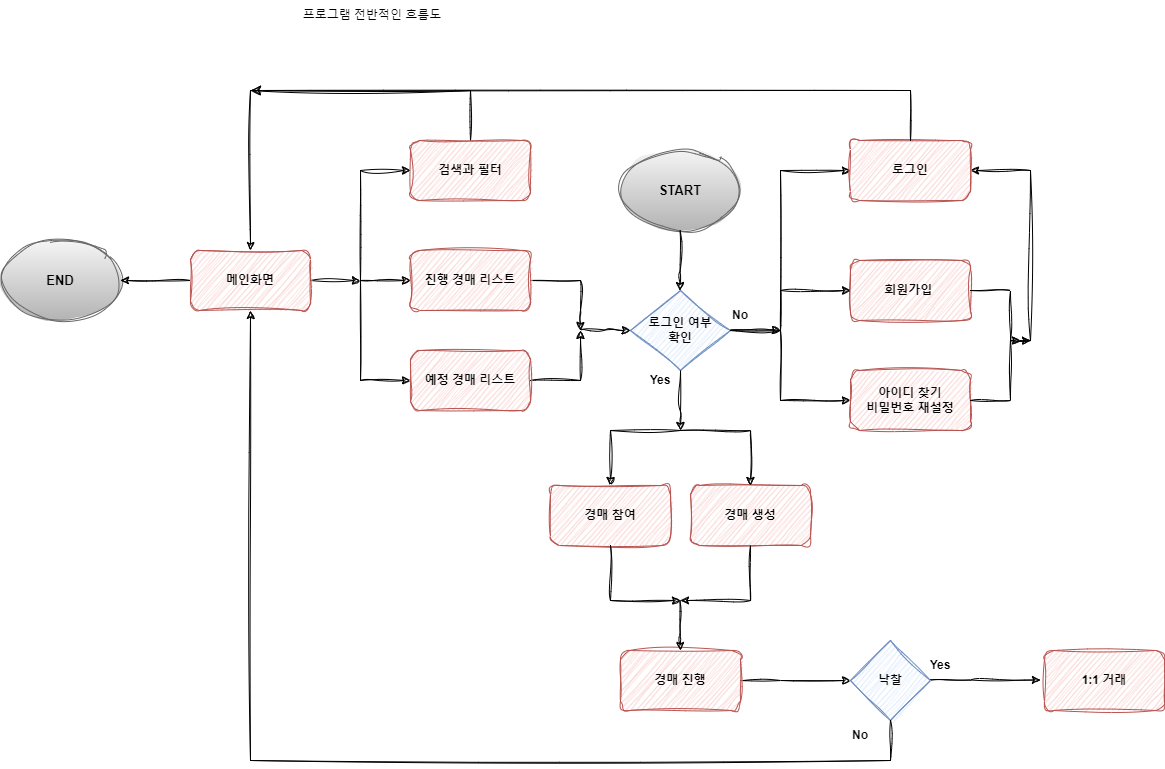 프로그램 전반적인 흐름도
검색과 필터
START
로그인
END
메인화면
진행 경매 리스트
회원가입
로그인 여부
확인
No
예정 경매 리스트
Yes
아이디 찾기
비밀번호 재설정
경매 참여
경매 생성
경매 진행
낙찰
Yes
1:1 거래
No